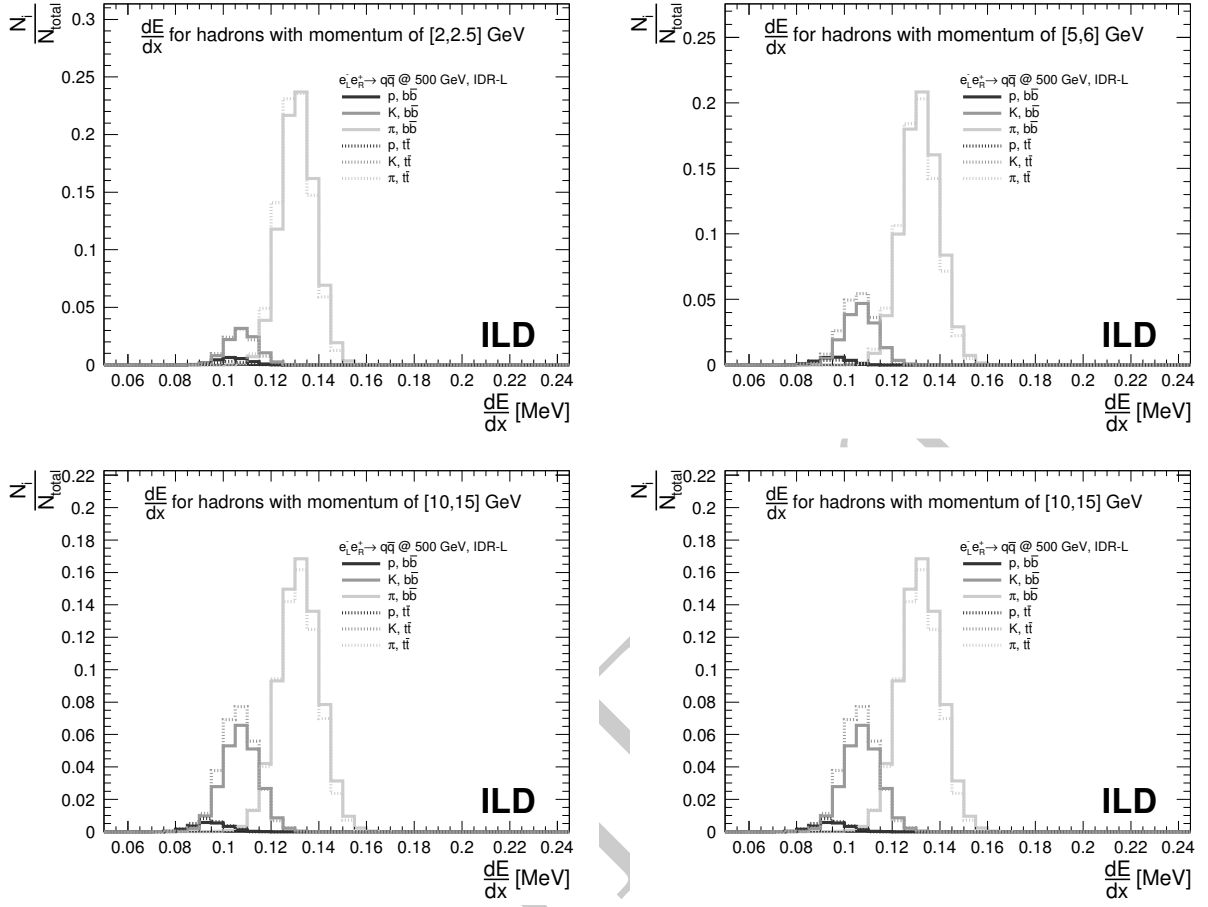 N_i / N_total
dE/dx for hadrons with momentum of [2,2.5] GeV
e_L^- e_R^+ → qq̅ @ 500 GeV, IDR-L
p, bb̅
K, bb̅
π, bb̅
p, tt̅
K, tt̅
π, tt̅
0.3
0.25
0.2
0.15
0.1
0.05
0
ILD
0.06 0.08 0.1 0.12 0.14 0.16 0.18 0.2 0.22 0.24
dE/dx [MeV]
N_i / N_total
dE/dx for hadrons with momentum of [5,6] GeV
e_L^- e_R^+ → qq̅ @ 500 GeV, IDR-L
p, bb̅
K, bb̅
π, bb̅
p, tt̅
K, tt̅
π, tt̅
0.25
0.2
0.15
0.1
0.05
0
ILD
0.06 0.08 0.1 0.12 0.14 0.16 0.18 0.2 0.22 0.24
dE/dx [MeV]
N_i / N_total
dE/dx for hadrons with momentum of [10,15] GeV
e_L^- e_R^+ → qq̅ @ 500 GeV, IDR-L
p, bb̅
K, bb̅
π, bb̅
p, tt̅
K, tt̅
π, tt̅
0.22
0.2
0.18
0.16
0.14
0.12
0.1
0.08
0.06
0.04
0.02
0
ILD
0.06 0.08 0.1 0.12 0.14 0.16 0.18 0.2 0.22 0.24
dE/dx [MeV]
N_i / N_total
dE/dx for hadrons with momentum of [10,15] GeV
e_L^- e_R^+ → qq̅ @ 500 GeV, IDR-L
p, bb̅
K, bb̅
π, bb̅
p, tt̅
K, tt̅
π, tt̅
0.22
0.2
0.18
0.16
0.14
0.12
0.1
0.08
0.06
0.04
0.02
0
ILD
0.06 0.08 0.1 0.12 0.14 0.16 0.18 0.2 0.22 0.24
dE/dx [MeV]